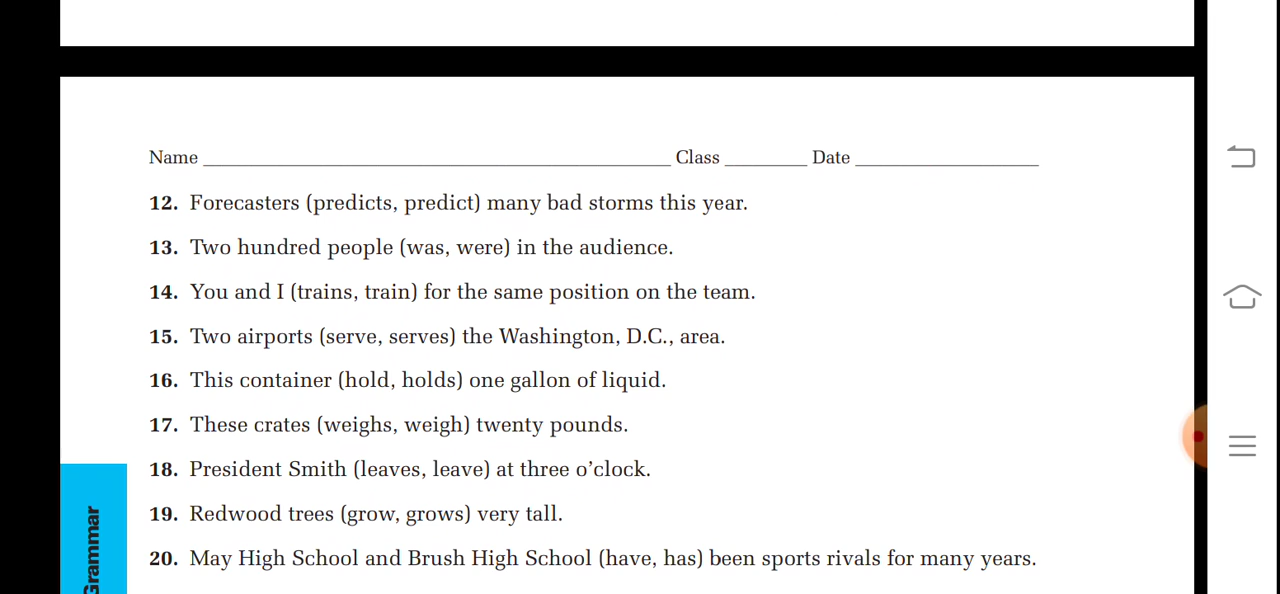 Name Class Date
12. Forecasters (predicts, predict) many bad storms this year.
13. Two hundred people (was, were) in the audience.
14. You and I (trains, train) for the same position on the team.
15. Two airports (serve, serves) the Washington, D.C., area.
16. This container (hold, holds) one gallon of liquid.
17. These crates (weighs, weigh) twenty pounds.
18. President Smith (leaves, leave) at three o’clock.
19. Redwood trees (grow, grows) very tall.
20. May High School and Brush High School (have, has) been sports rivals for many years.
Grammar